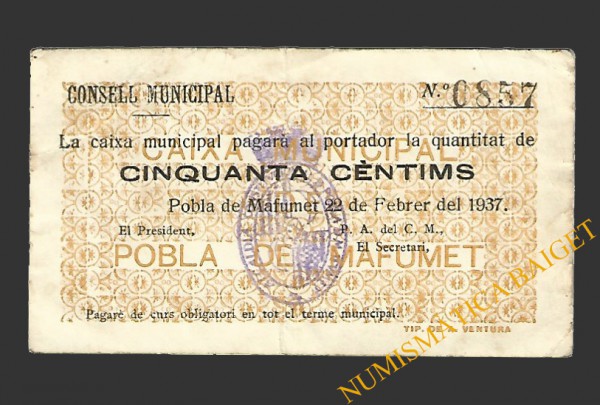 CONSELL MUNICIPAL
N.º 0857
La caixa municipal pagarà al portador la quantitat de
CAIXA MUNICIPAL
CINQUANTA CÈNTIMS
Pobla de Mafumet 22 de Febrer del 1937.
El President,
P. A. del C. M.,
El Secretari,
POBLA DE MAFUMET
Pagaré de curs obligatori en tot el terme municipal.
TIP. DE A. VENTURA
NUMISMATICA BAIGET